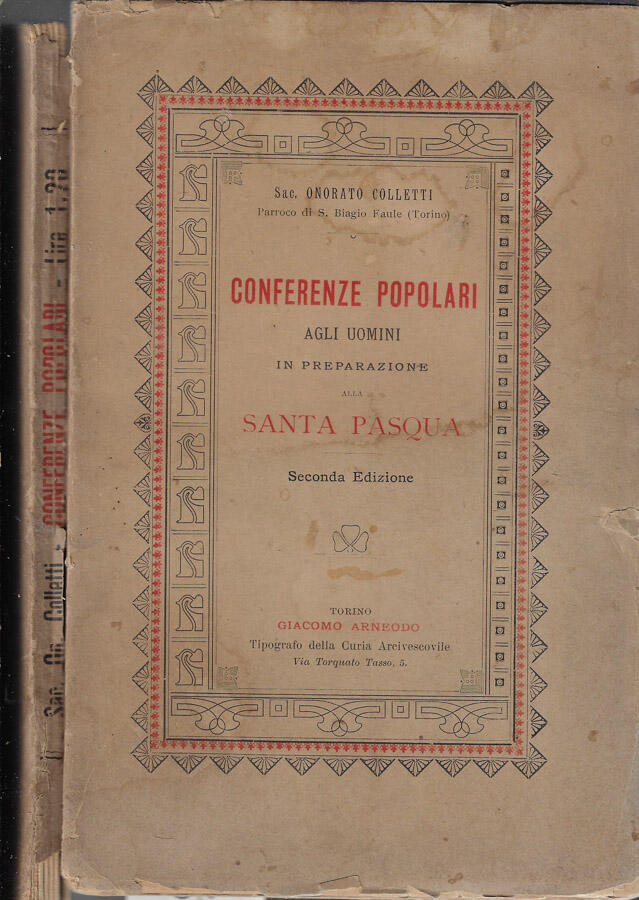 Sac. On. Colletti - CONFERENZE POPOLARI - Lire 1,20
Sac. ONORATO COLLETTI
Parroco di S. Biagio Faule (Torino)
CONFERENZE POPOLARI
AGLI UOMINI
IN PREPARAZIONE
ALLA
SANTA PASQUA
Seconda Edizione
TORINO
GIACOMO ARNEODO
Tipografo della Curia Arcivescovile
Via Torquato Tasso, 5.